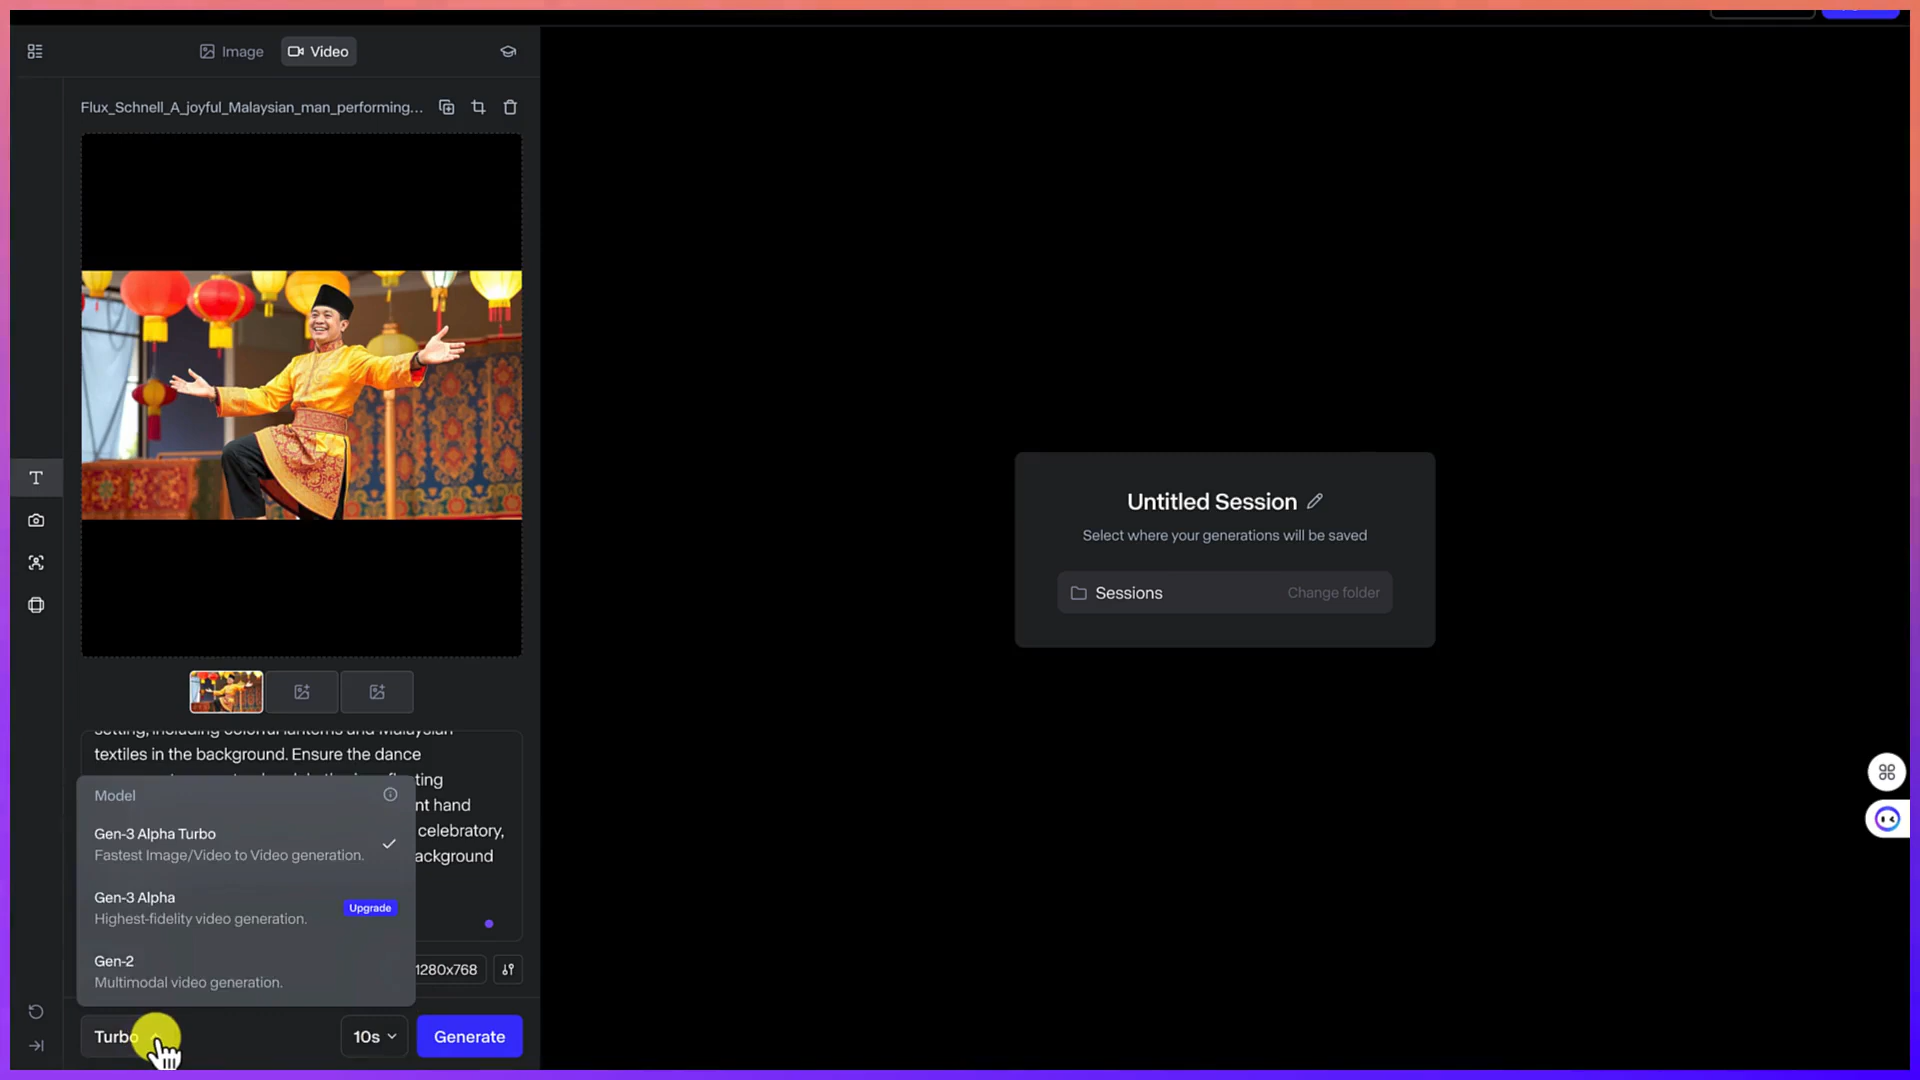 Image
Video
Flux_Schnell_A_joyful_Malaysian_man_performing...
T
Untitled Session
Select where your generations will be saved
Sessions
Change folder
textiles in the background. Ensure the dance
nt hand
celebratory,
ackground
Model
Gen-3 Alpha Turbo
Fastest Image/Video to Video generation.
Gen-3 Alpha
Highest-fidelity video generation.
Upgrade
Gen-2
Multimodal video generation.
1280x768
Turbo
10s
Generate